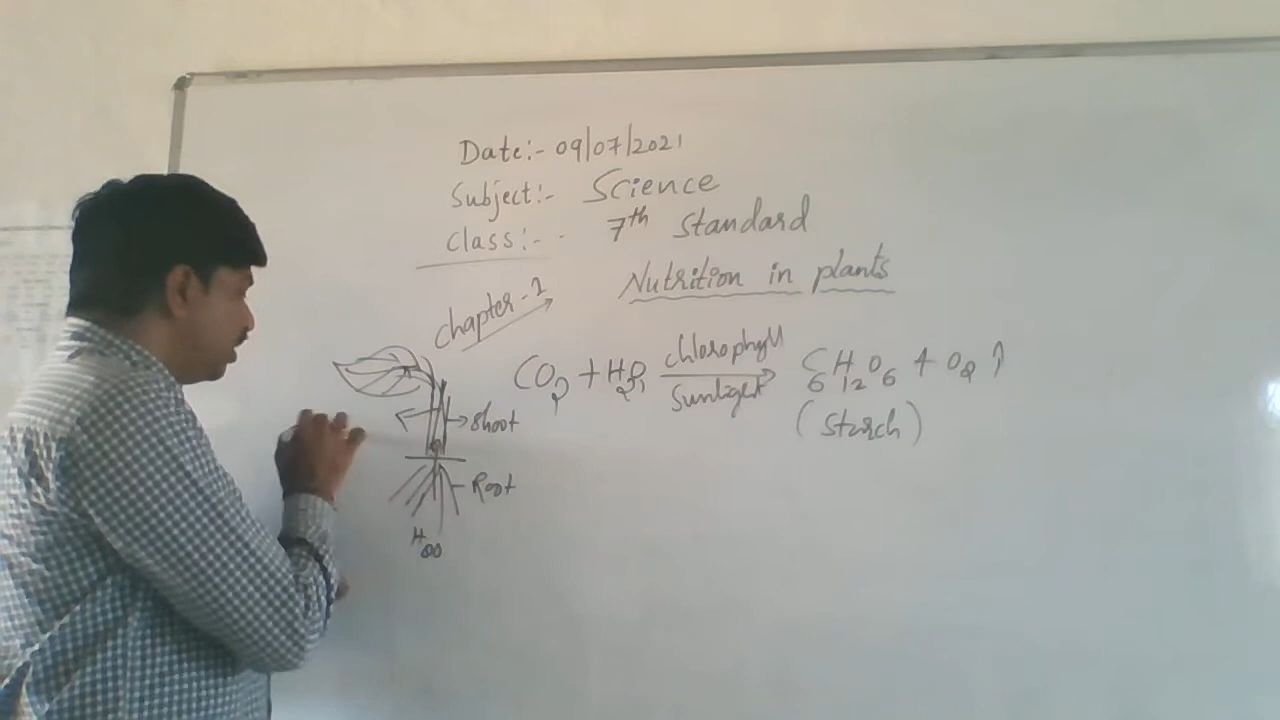 Date:- 09/07/2021
Subject:- Science
Class:- - 7th Standard
Chapter-1
Nutrition in plants
CO2 + H2O chlorophyll sunlight → C6H12O6 + O2 ↑
(Starch)
Shoot
Root